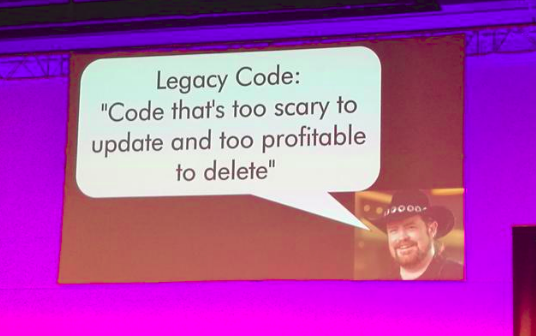 Legacy Code:
"Code that's too scary to
update and too profitable
to delete"